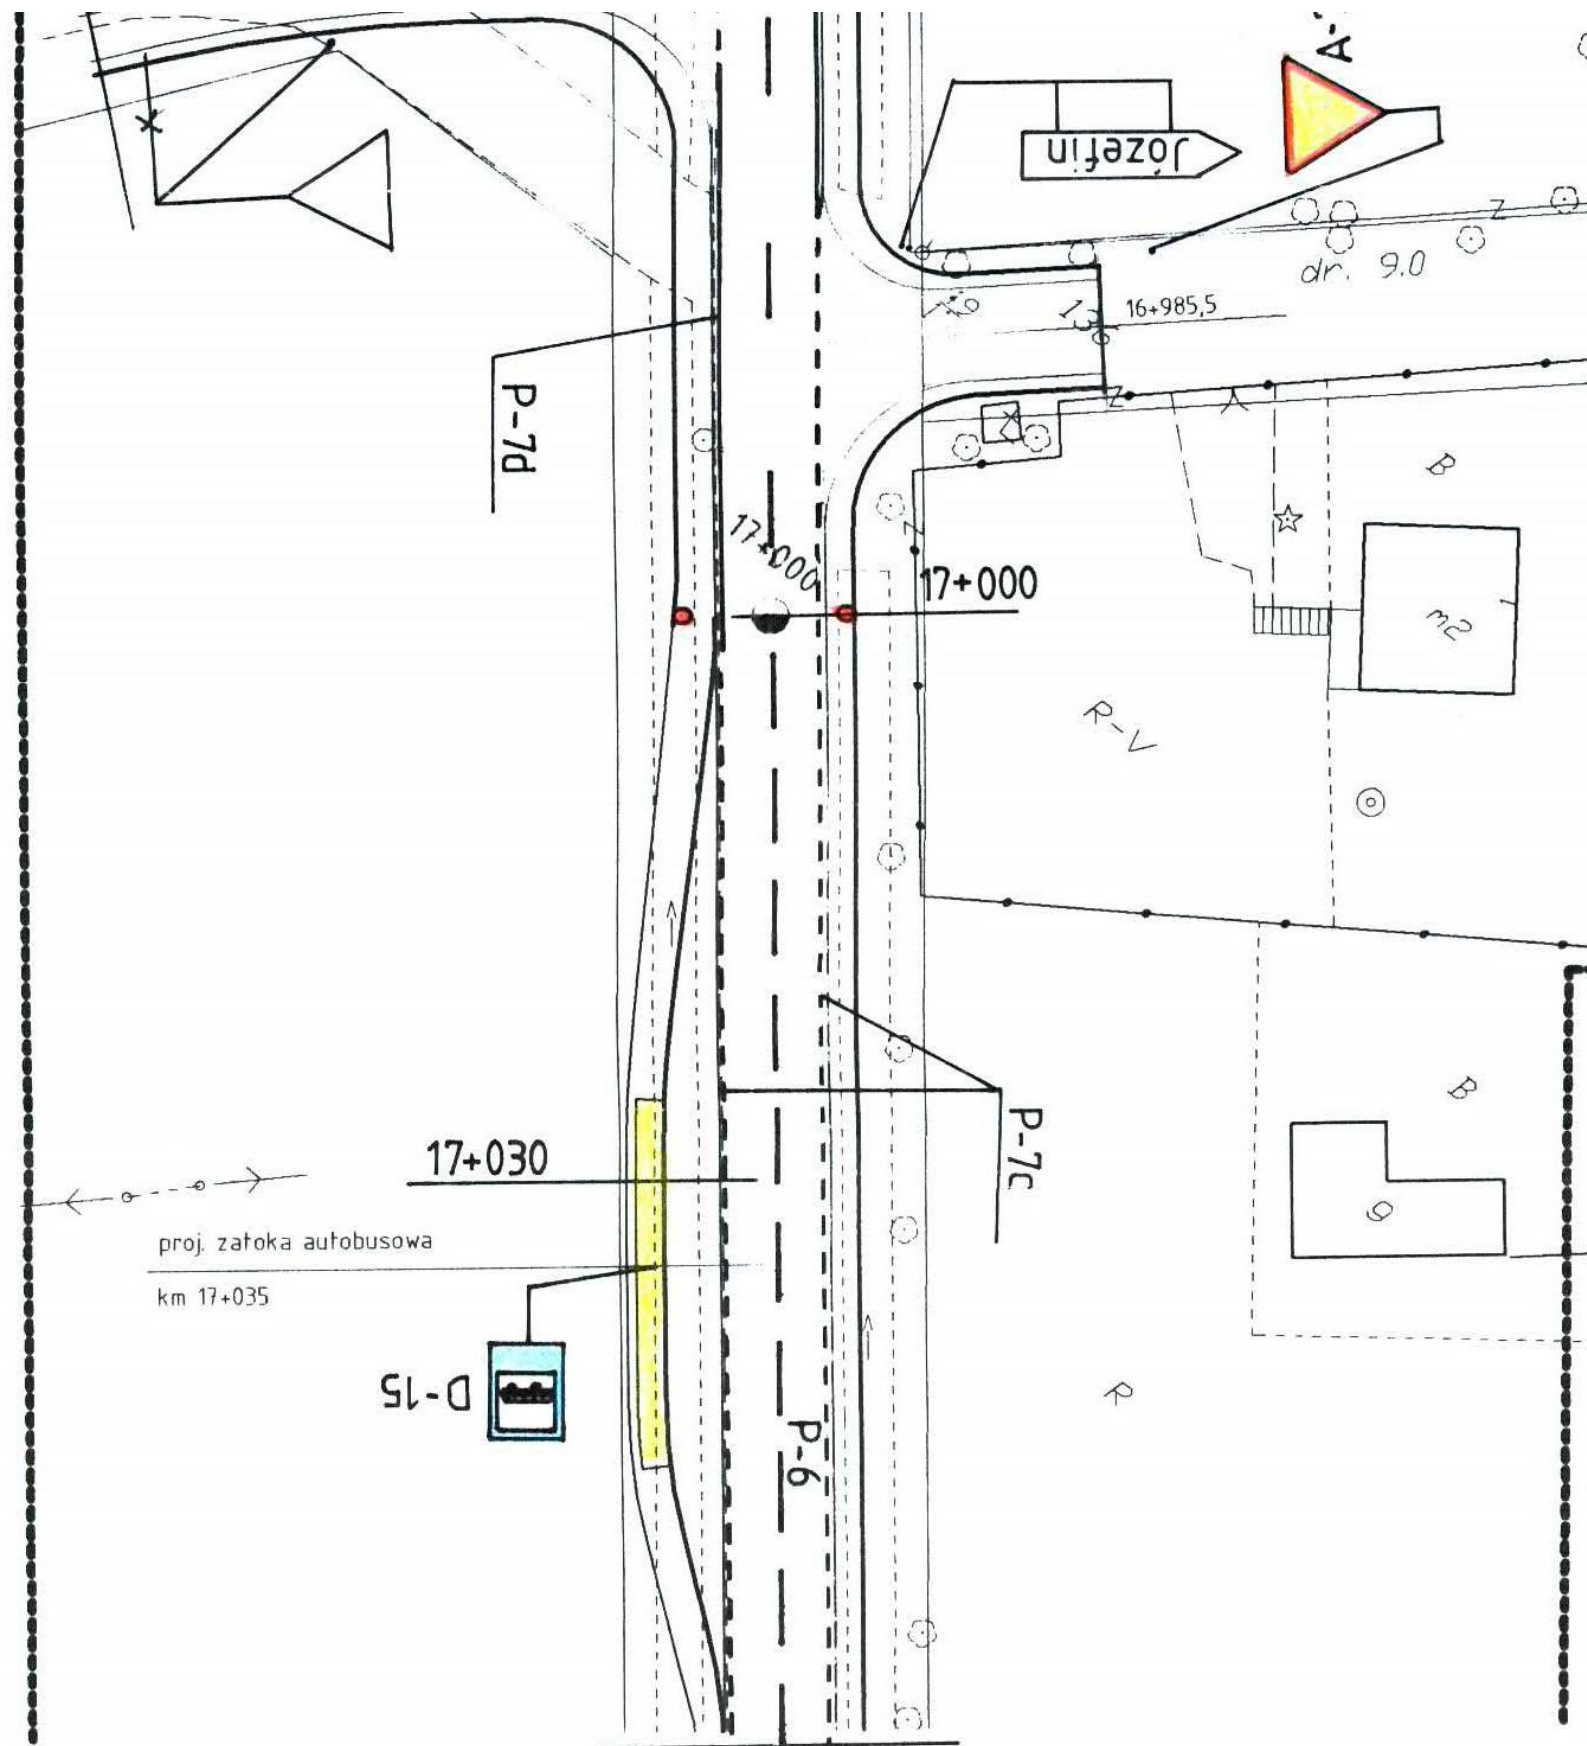 A-
Józefin
dr. 9.0
16+985,5
P-7d
B
17+000
17+000
m2
R-V
P-7c
B
17+030
proj. zatoka autobusowa
km 17+035
D-15
P-6
g
R